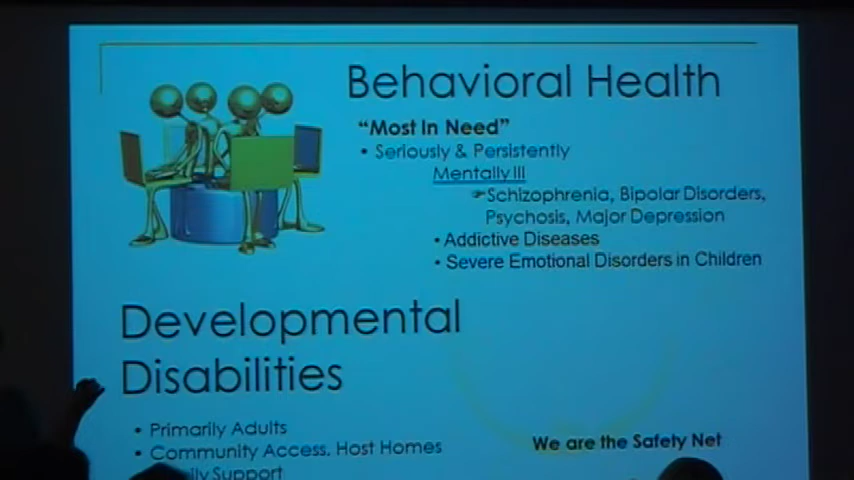 Behavioral Health
“Most In Need”
• Seriously & Persistently
Mentally Ill
☞Schizophrenia, Bipolar Disorders,
Psychosis, Major Depression
• Addictive Diseases
• Severe Emotional Disorders in Children
Developmental
Disabilities
• Primarily Adults
• Community Access, Host Homes
Support
We are the Safety Net